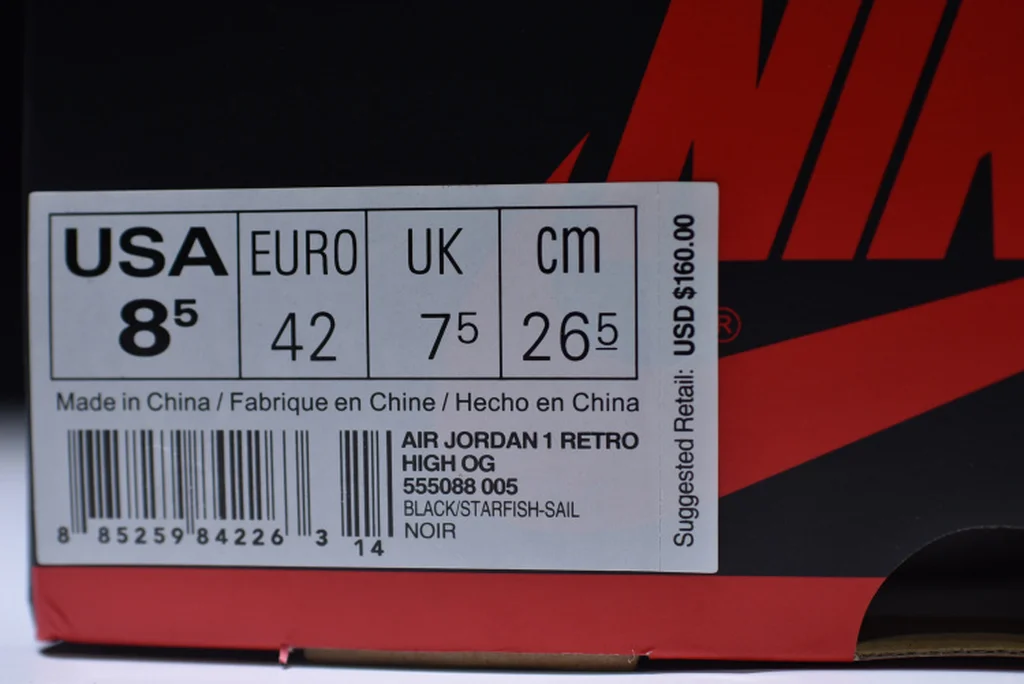 NIK
USA EURO UK cm
8⁵ 42 7⁵ 26⁵
Made in China / Fabrique en Chine / Hecho en China
AIR JORDAN 1 RETRO
HIGH OG
555088 005
BLACK/STARFISH-SAIL
NOIR
8 85259 84226 3 14
Suggested Retail: USD $160.00
®